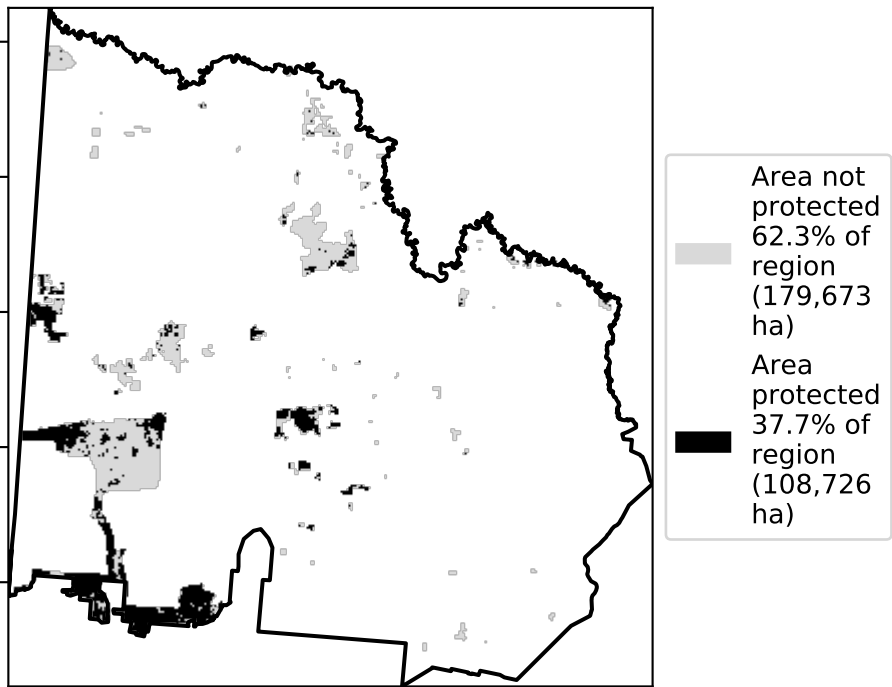 Area not
protected
62.3% of
region
(179,673
ha)
Area
protected
37.7% of
region
(108,726
ha)